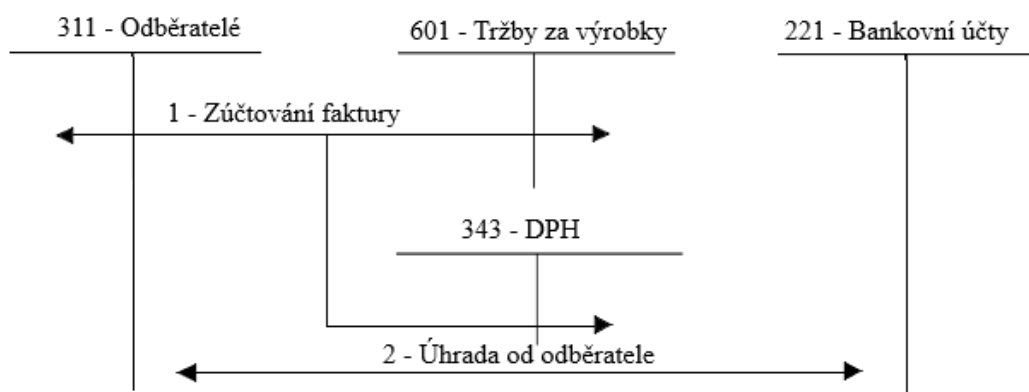 311 - Odběratelé
601 - Tržby za výrobky
221 - Bankovní účty
1 - Zúčtování faktury
343 - DPH
2 - Úhrada od odběratele